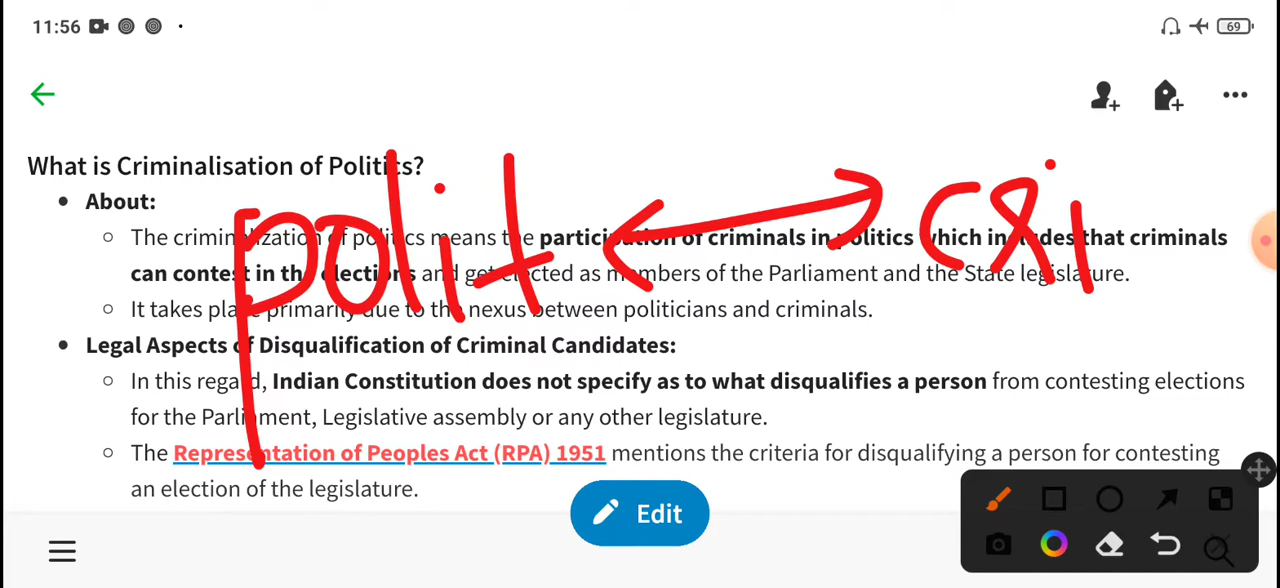 11:56
69
What is Criminalisation of Politics?
About:
The criminalization of politics means the participation of criminals in politics which includes that criminals
can contest in the elections and get elected as members of the Parliament and the State legislature.
It takes place primarily due to the nexus between politicians and criminals.
polit ↔ cri
Legal Aspects of Disqualification of Criminal Candidates:
In this regard, Indian Constitution does not specify as to what disqualifies a person from contesting elections
for the Parliament, Legislative assembly or any other legislature.
The Representation of Peoples Act (RPA) 1951 mentions the criteria for disqualifying a person for contesting
an election of the legislature.
Edit